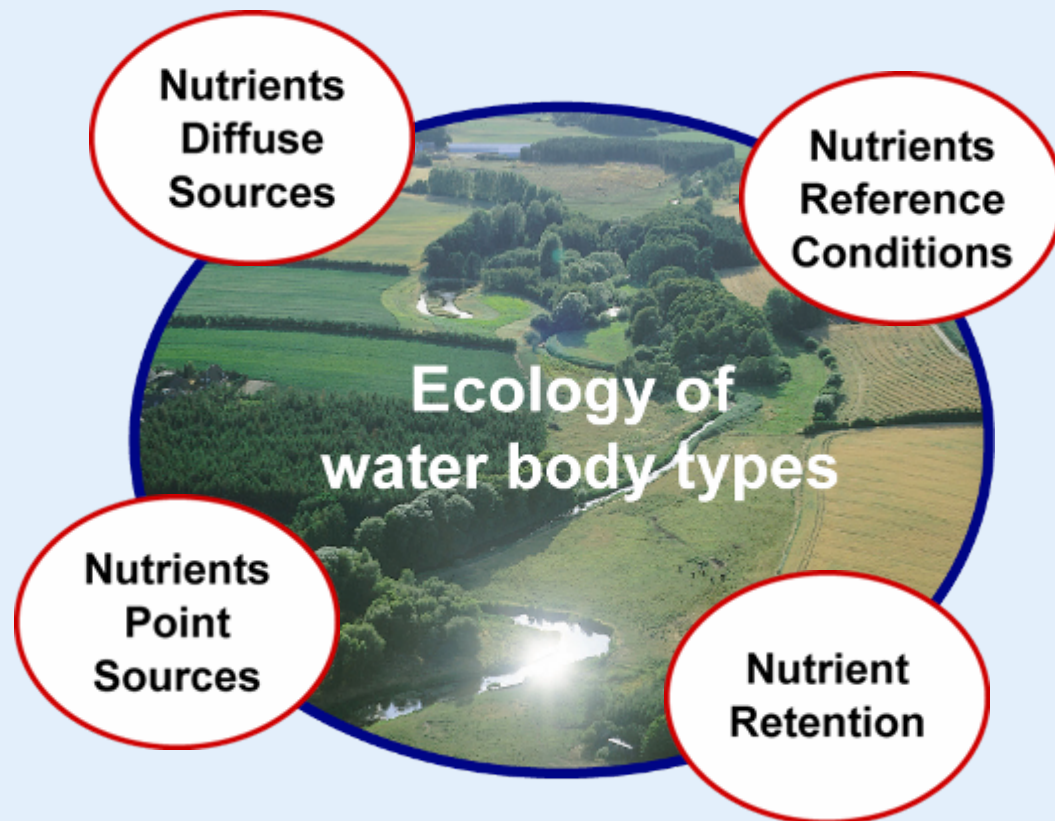 Nutrients
Diffuse
Sources
Nutrients
Reference
Conditions
Ecology of
water body types
Nutrients
Point
Sources
Nutrient
Retention